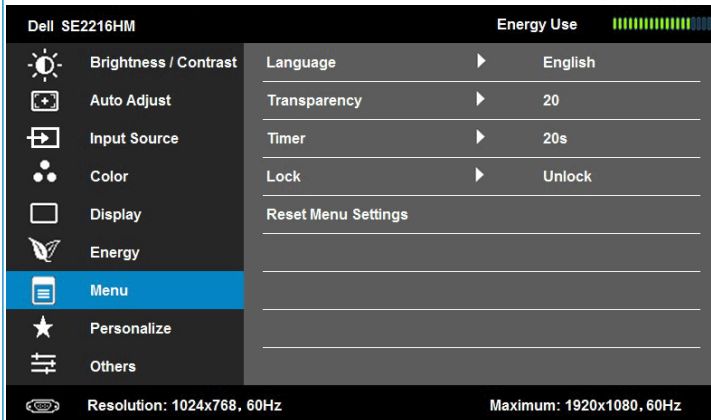 Dell SE2216HM Energy Use
Brightness / Contrast Language English
Auto Adjust Transparency 20
Input Source Timer 20s
Color Lock Unlock
Display Reset Menu Settings
Energy
Menu
Personalize
Others
Resolution: 1024x768, 60Hz Maximum: 1920x1080, 60Hz